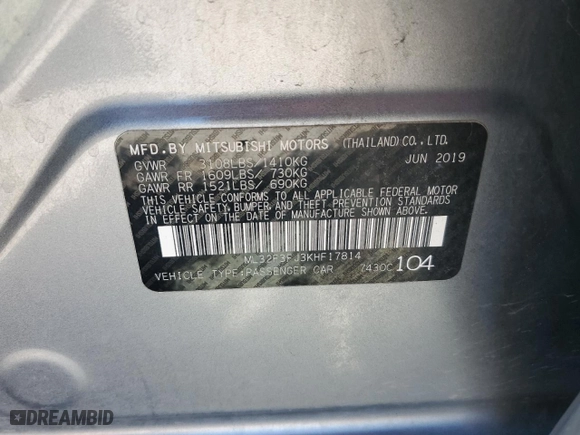 MFD.BY MITSUBISHI MOTORS (THAILAND)CO.,LTD.
GVWR 3108LBS/1410KG JUN 2019
GAWR FR 1609LBS/ 730KG
GAWR RR 1521LBS/ 690KG
THIS VEHICLE CONFORMS TO ALL APPLICABLE FEDERAL MOTOR
VEHICLE SAFETY, BUMPER, AND THEFT PREVENTION STANDARDS
IN EFFECT ON THE DATE OF MANUFACTURE SHOWN ABOVE.
ML32F3FJ3KHF17814
VEHICLE TYPE:PASSENGER CAR 7430C 104
DREAMBID